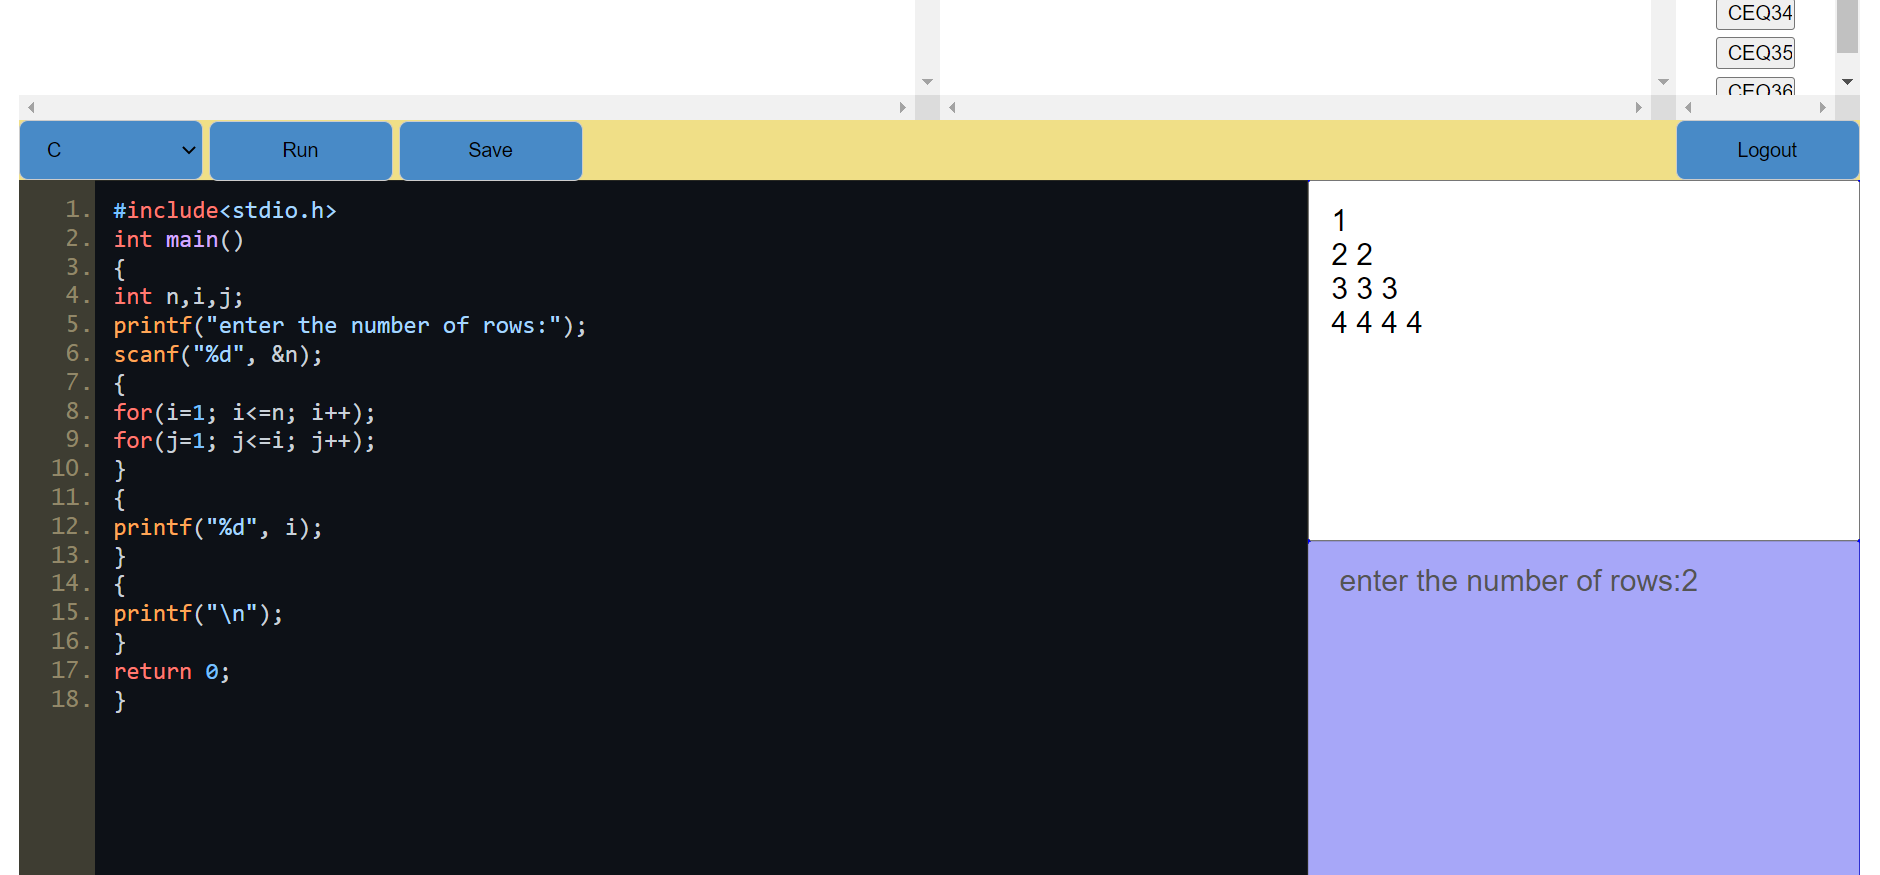 CEQ34
CEQ35
CEQ36
C
Run
Save
Logout
1. #include<stdio.h>
2. int main()
3. {
4. int n,i,j;
5. printf("enter the number of rows:");
6. scanf("%d", &n);
7. {
8. for(i=1; i<=n; i++);
9. for(j=1; j<=i; j++);
10. }
11. {
12. printf("%d", i);
13. }
14. {
15. printf("\n");
16. }
17. return 0;
18. }
1
2 2
3 3 3
4 4 4 4
enter the number of rows:2